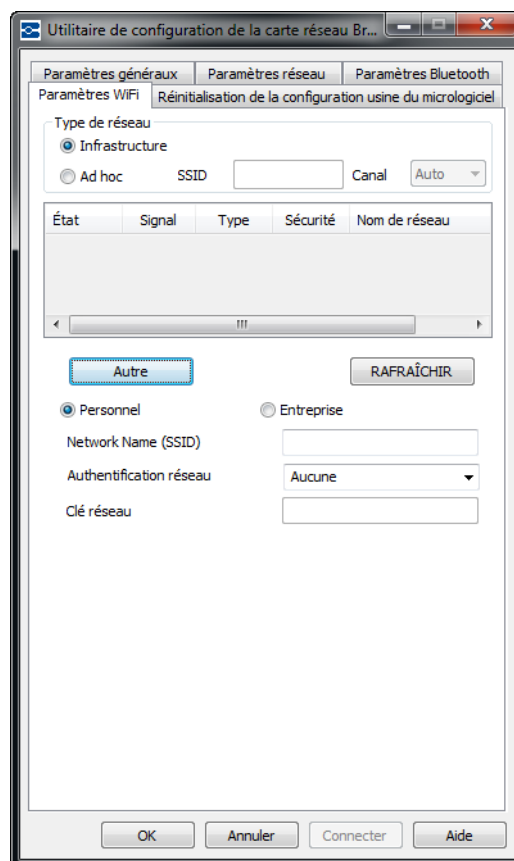 Utilitaire de configuration de la carte réseau Br...
Paramètres généraux Paramètres réseau Paramètres Bluetooth
Paramètres WiFi Réinitialisation de la configuration usine du micrologiciel
Type de réseau
Infrastructure
Ad hoc SSID Canal Auto
État Signal Type Sécurité Nom de réseau
Autre RAFRAÎCHIR
Personnel Entreprise
Network Name (SSID)
Authentification réseau Aucune
Clé réseau
OK Annuler Connecter Aide